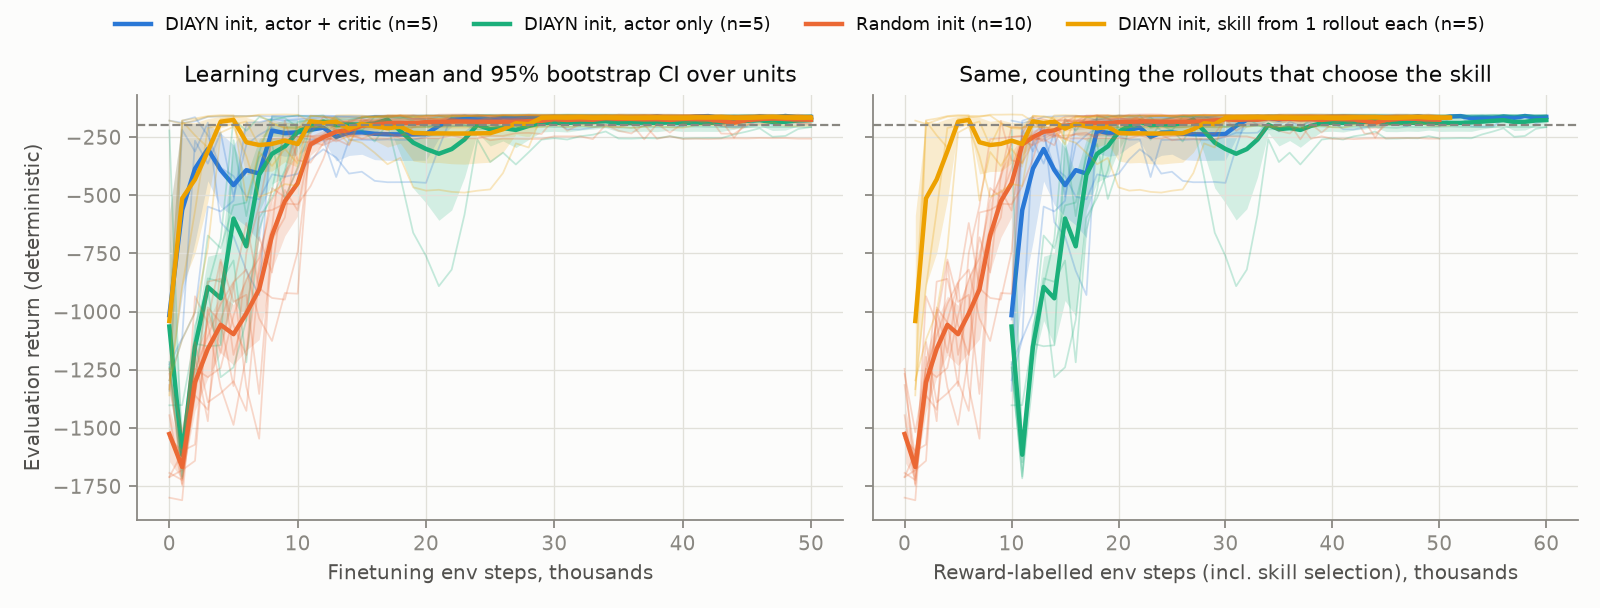 DIAYN init, actor + critic (n=5) DIAYN init, actor only (n=5) Random init (n=10) DIAYN init, skill from 1 rollout each (n=5)
Learning curves, mean and 95% bootstrap CI over units
Evaluation return (deterministic)
−250
−500
−750
−1000
−1250
−1500
−1750
0 10 20 30 40 50
Finetuning env steps, thousands
Same, counting the rollouts that choose the skill
0 10 20 30 40 50 60
Reward-labelled env steps (incl. skill selection), thousands